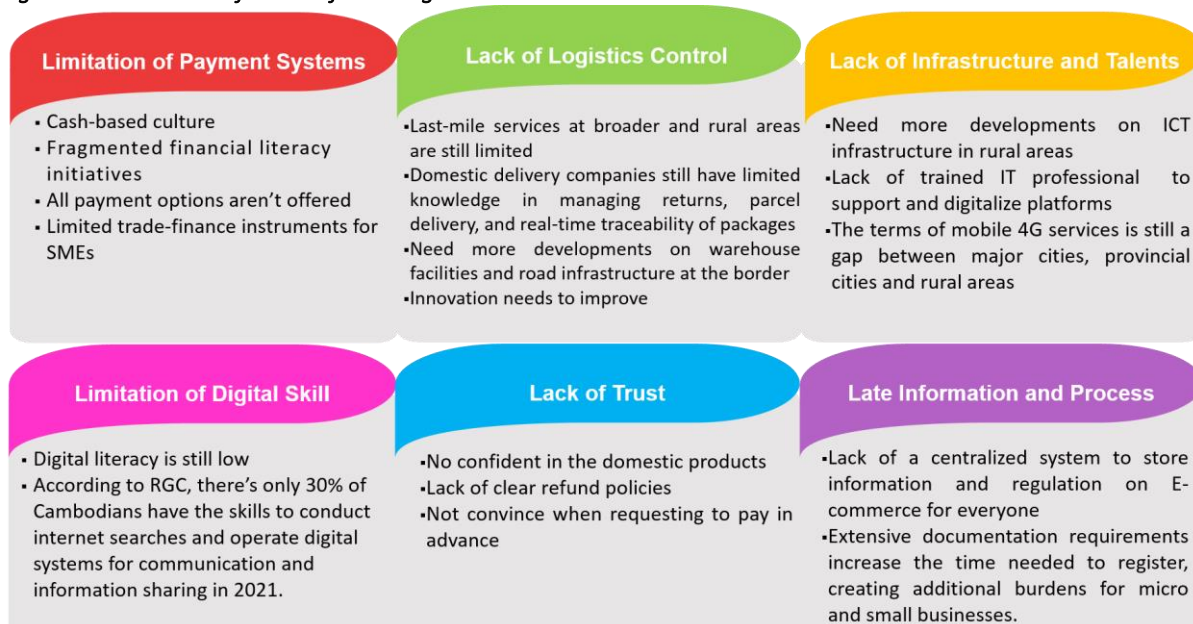 Limitation of Payment Systems
▪ Cash-based culture
▪ Fragmented financial literacy
initiatives
▪ All payment options aren't offered
▪ Limited trade-finance instruments for
SMEs
Lack of Logistics Control
▪Last-mile services at broader and rural areas
are still limited
▪Domestic delivery companies still have limited
knowledge in managing returns, parcel
delivery, and real-time traceability of packages
▪Need more developments on warehouse
facilities and road infrastructure at the border
▪Innovation needs to improve
Lack of Infrastructure and Talents
▪Need more developments on ICT
infrastructure in rural areas
▪Lack of trained IT professional to
support and digitalize platforms
▪The terms of mobile 4G services is still a
gap between major cities, provincial
cities and rural areas
Limitation of Digital Skill
▪ Digital literacy is still low
▪ According to RGC, there's only 30% of
Cambodians have the skills to conduct
internet searches and operate digital
systems for communication and
information sharing in 2021.
Lack of Trust
▪No confident in the domestic products
▪Lack of clear refund policies
▪Not convince when requesting to pay in
advance
Late Information and Process
▪Lack of a centralized system to store
information and regulation on E-
commerce for everyone
▪Extensive documentation requirements
increase the time needed to register,
creating additional burdens for micro
and small businesses.